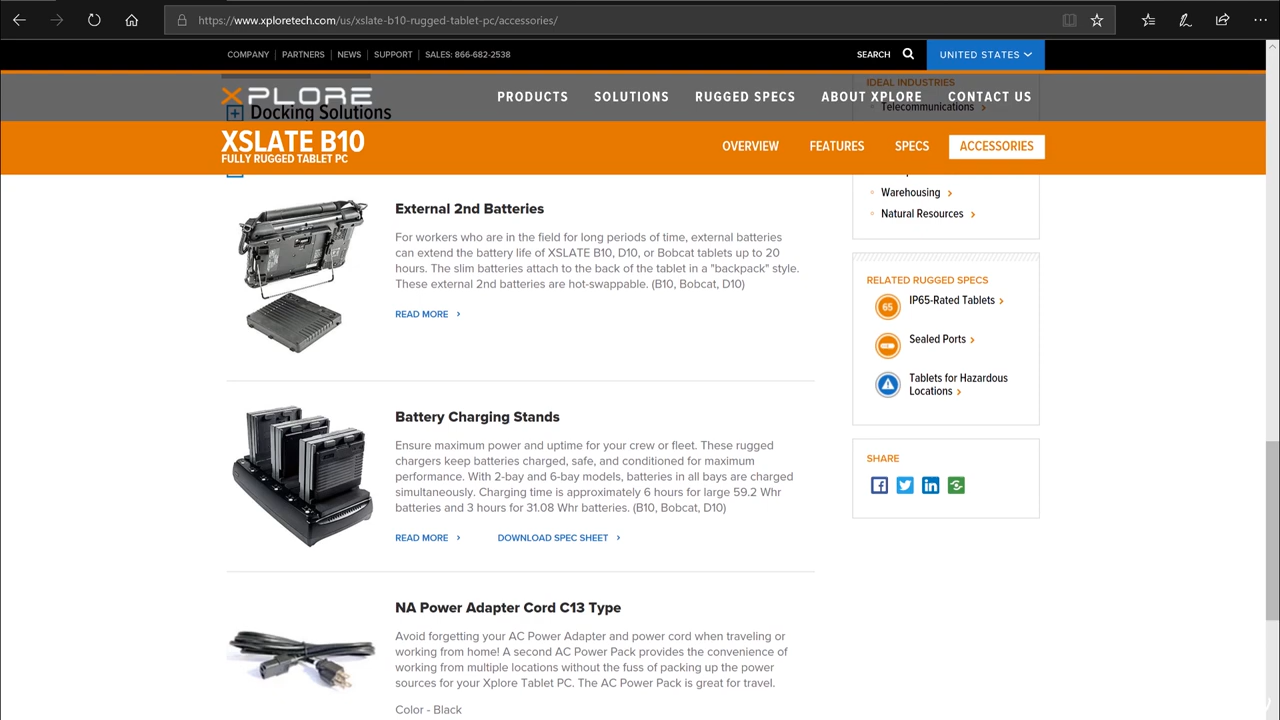 https://www.xploretech.com/us/xslate-b10-rugged-tablet-pc/accessories/
COMPANY PARTNERS NEWS SUPPORT SALES: 866-682-2538
SEARCH UNITED STATES
XPLORE
PRODUCTS SOLUTIONS RUGGED SPECS ABOUT XPLORE CONTACT US
Docking Solutions
IDEAL INDUSTRIES
Telecommunications
XSLATE B10
FULLY RUGGED TABLET PC
OVERVIEW FEATURES SPECS ACCESSORIES
External 2nd Batteries
For workers who are in the field for long periods of time, external batteries
can extend the battery life of XSLATE B10, D10, or Bobcat tablets up to 20
hours. The slim batteries attach to the back of the tablet in a "backpack" style.
These external 2nd batteries are hot-swappable. (B10, Bobcat, D10)
READ MORE
Battery Charging Stands
Ensure maximum power and uptime for your crew or fleet. These rugged
chargers keep batteries charged, safe, and conditioned for maximum
performance. With 2-bay and 6-bay models, batteries in all bays are charged
simultaneously. Charging time is approximately 6 hours for large 59.2 Whr
batteries and 3 hours for 31.08 Whr batteries. (B10, Bobcat, D10)
READ MORE DOWNLOAD SPEC SHEET
NA Power Adapter Cord C13 Type
Avoid forgetting your AC Power Adapter and power cord when traveling or
working from home! A second AC Power Pack provides the convenience of
working from multiple locations without the fuss of packing up the power
sources for your Xplore Tablet PC. The AC Power Pack is great for travel.
Color - Black
Warehousing
Natural Resources
RELATED RUGGED SPECS
65
IP65-Rated Tablets
Sealed Ports
Tablets for Hazardous
Locations
SHARE